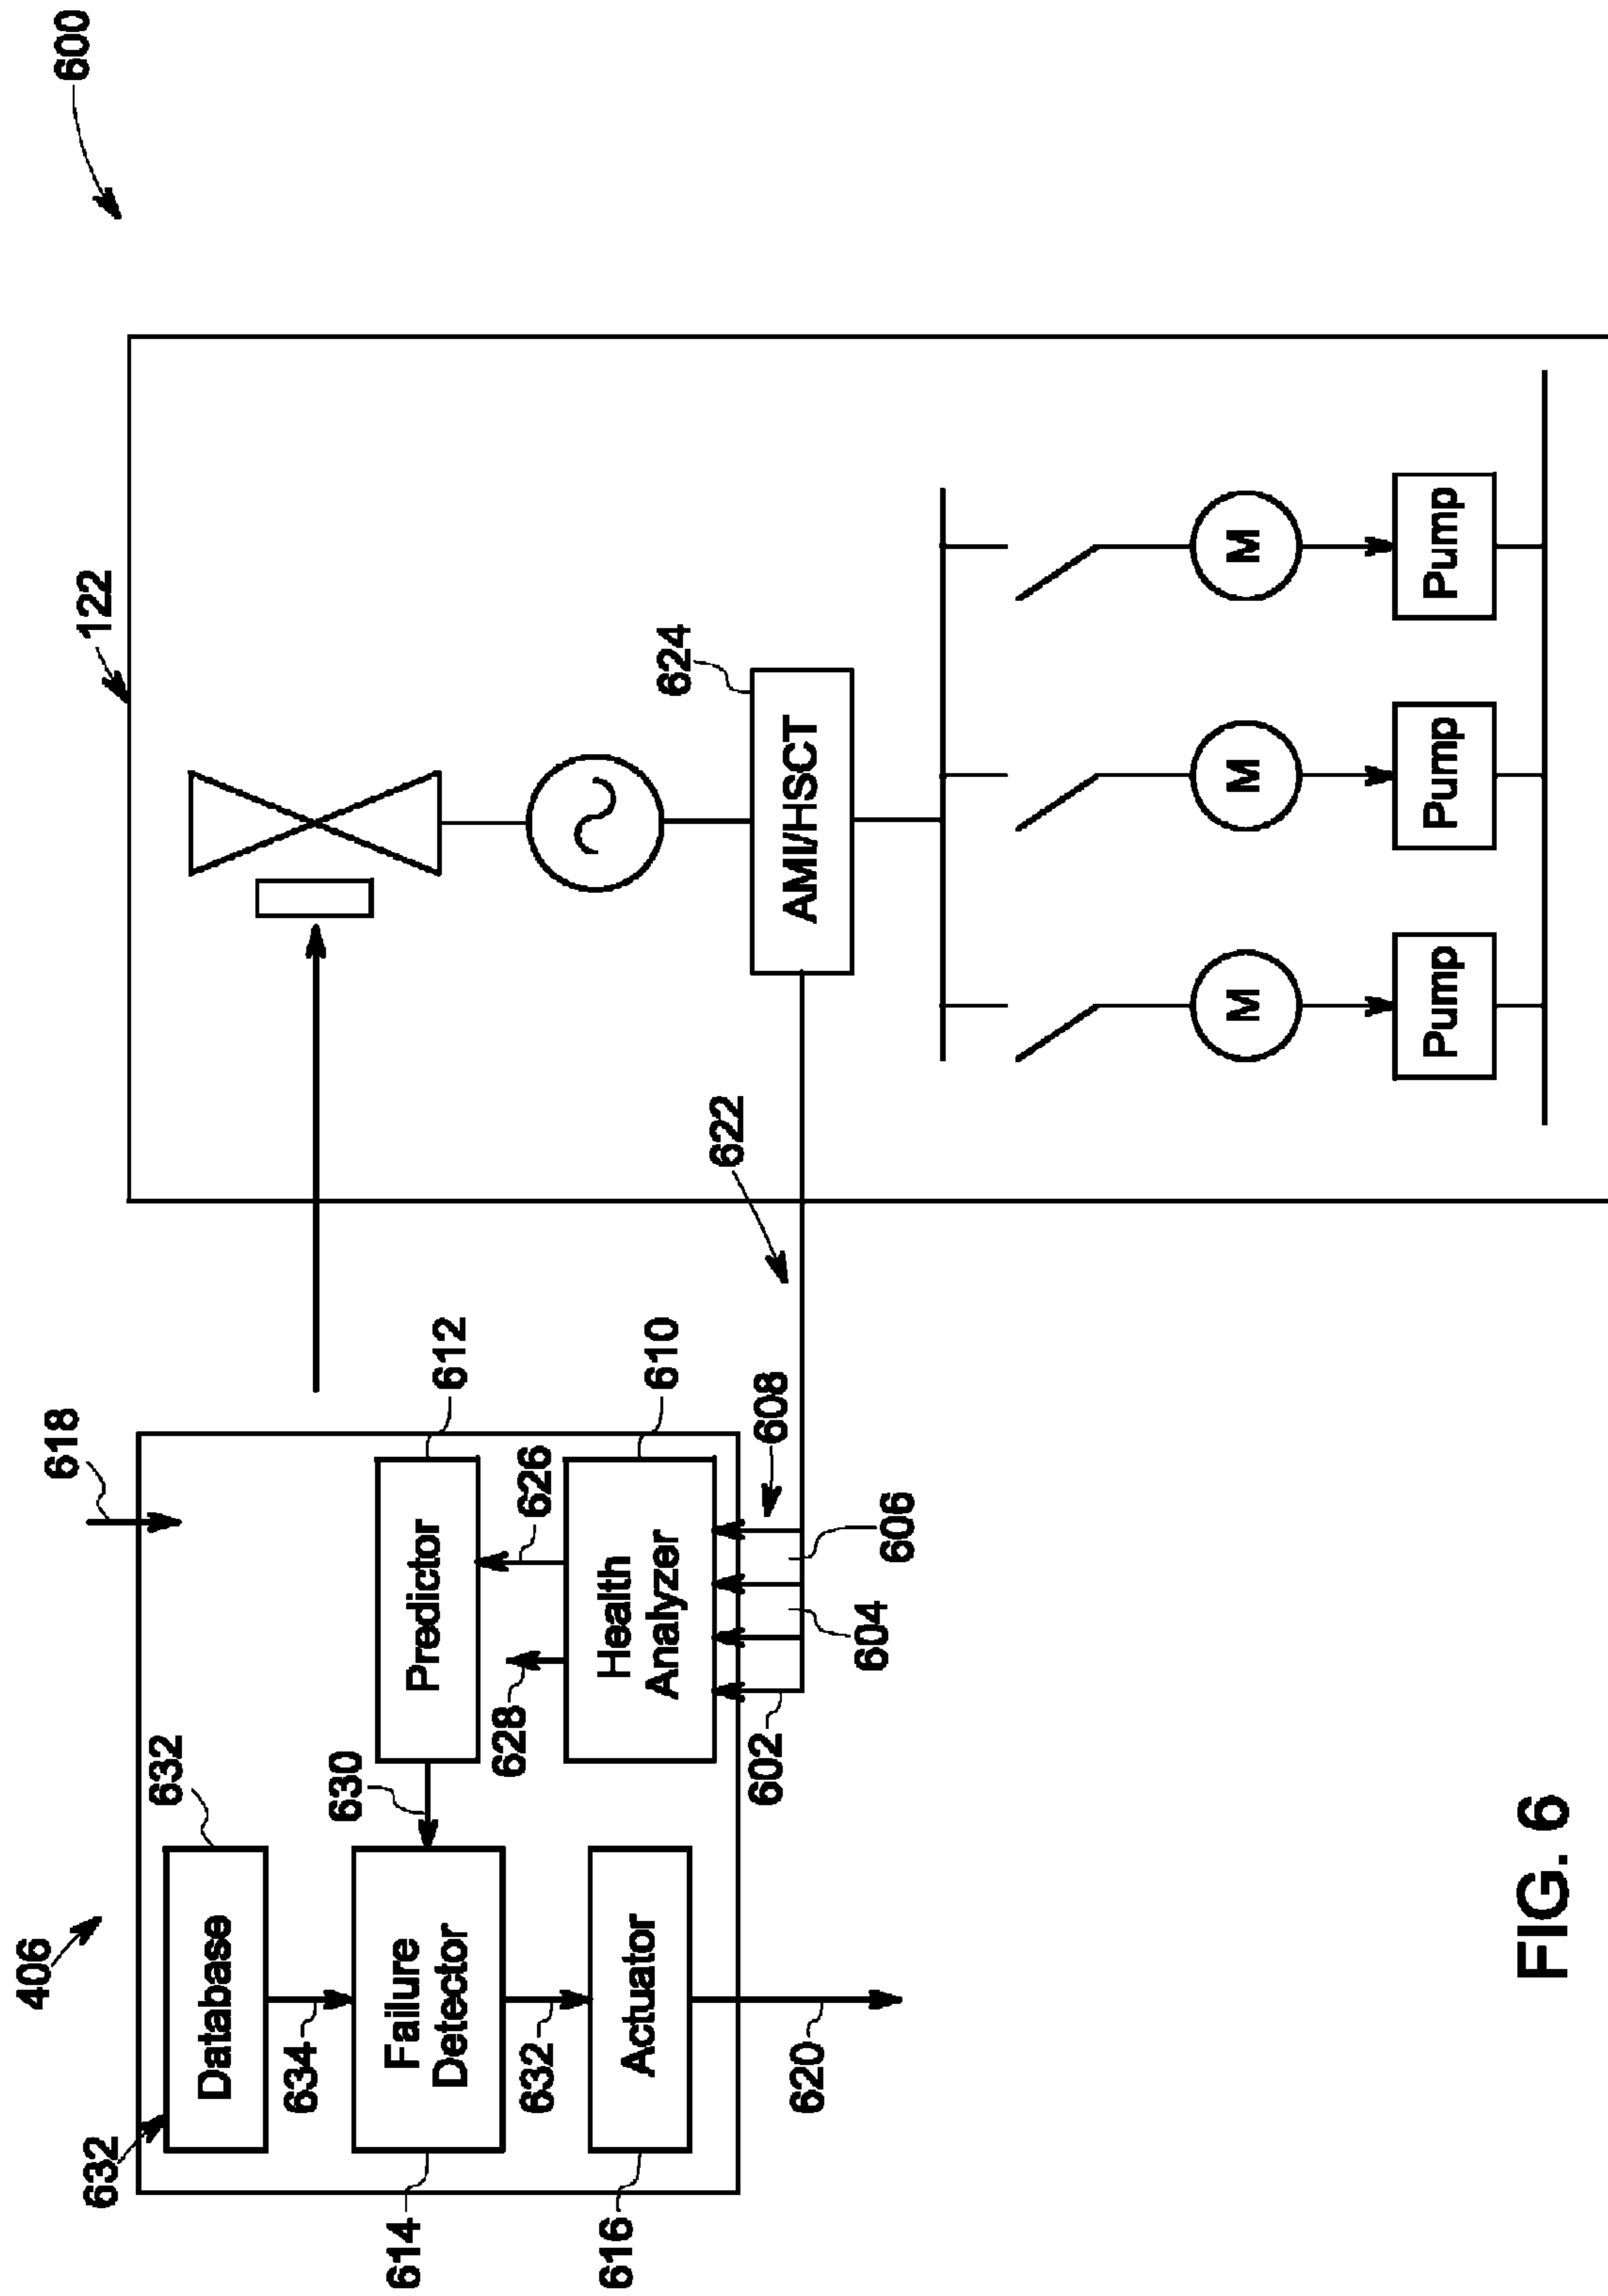 600
406
632
Database
632
634
Failure
Detector
614
632
Actuator
616
620
618
Predictor
612
630
626
628
Health
Analyzer
610
602
604
606
608
622
122
624
AMI/HSCT
M
M
M
Pump
Pump
Pump
FIG. 6